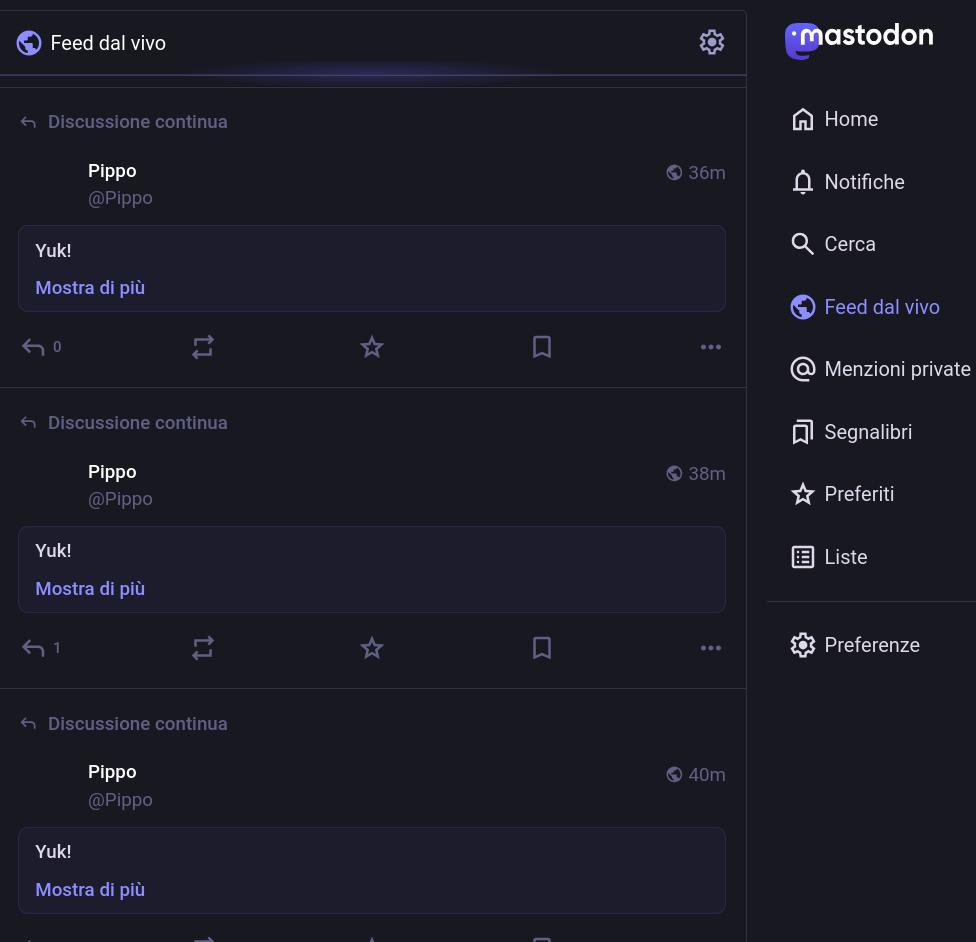 Feed dal vivo
Discussione continua
Pippo
36m
@Pippo
Yuk!
Mostra di più
0
Discussione continua
Pippo
38m
@Pippo
Yuk!
Mostra di più
1
Discussione continua
Pippo
40m
@Pippo
Yuk!
Mostra di più
mastodon
Home
Notifiche
Cerca
Feed dal vivo
Menzioni private
Segnalibri
Preferiti
Liste
Preferenze